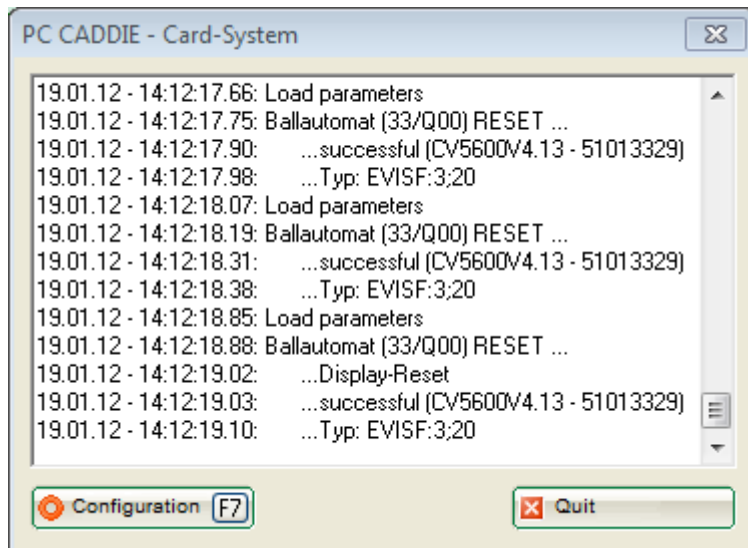 PC CADDIE - Card-System
19.01.12 - 14:12:17.66: Load parameters
19.01.12 - 14:12:17.75: Ballautomat (33/Q00) RESET ...
19.01.12 - 14:12:17.90: ...successful (CV5600V4.13 - 51013329)
19.01.12 - 14:12:17.98: ...Typ: EVISF:3;20
19.01.12 - 14:12:18.07: Load parameters
19.01.12 - 14:12:18.19: Ballautomat (33/Q00) RESET ...
19.01.12 - 14:12:18.31: ...successful (CV5600V4.13 - 51013329)
19.01.12 - 14:12:18.38: ...Typ: EVISF:3;20
19.01.12 - 14:12:18.85: Load parameters
19.01.12 - 14:12:18.88: Ballautomat (33/Q00) RESET ...
19.01.12 - 14:12:19.02: ...Display-Reset
19.01.12 - 14:12:19.03: ...successful (CV5600V4.13 - 51013329)
19.01.12 - 14:12:19.10: ...Typ: EVISF:3;20
Configuration F7 Quit